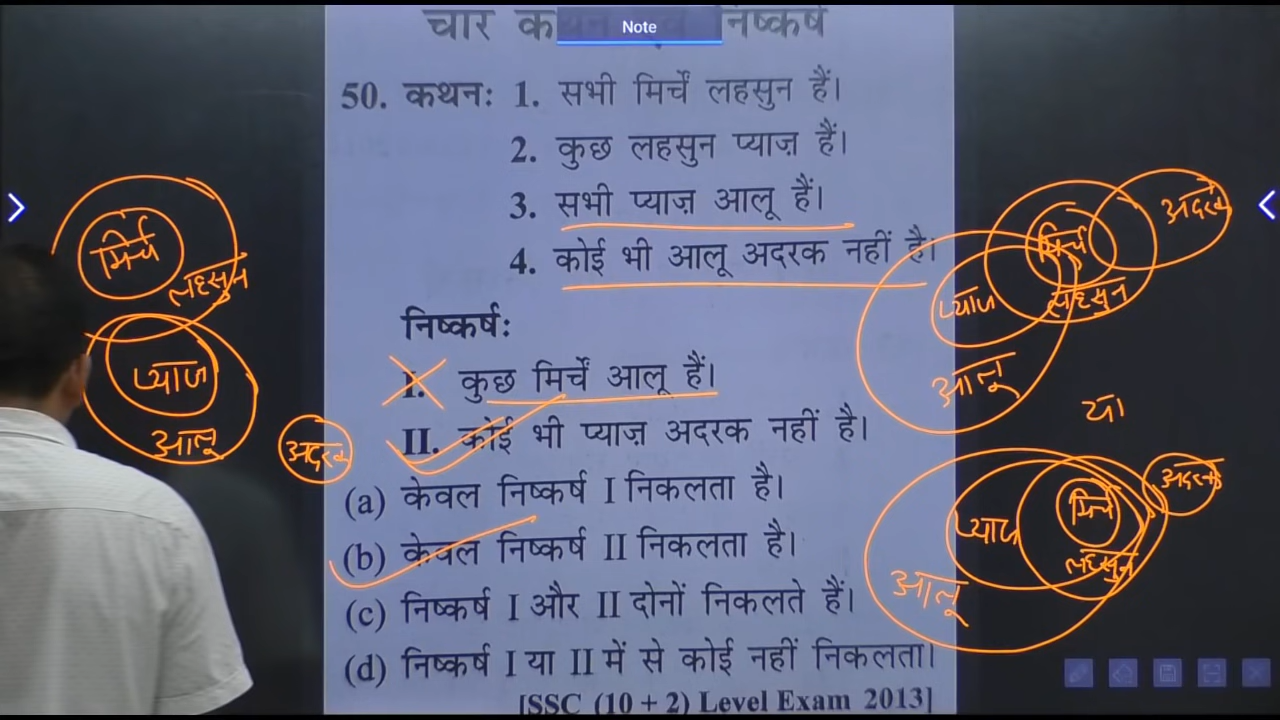 चार कथन एवं निष्कर्ष
Note
50. कथनः 1. सभी मिर्चें लहसुन हैं।
2. कुछ लहसुन प्याज़ हैं।
3. सभी प्याज़ आलू हैं।
4. कोई भी आलू अदरक नहीं है।
निष्कर्षः
I. कुछ मिर्चें आलू हैं।
II. कोई भी प्याज़ अदरक नहीं है।
(a) केवल निष्कर्ष I निकलता है।
(b) केवल निष्कर्ष II निकलता है।
(c) निष्कर्ष I और II दोनों निकलते हैं।
(d) निष्कर्ष I या II में से कोई नहीं निकलता।
[SSC (10 + 2) Level Exam 2013]
मिर्च
लहसुन
प्याज
आलू
अदरक
मिर्च
अदरक
प्याज
लहसुन
आलू
या
मिर्च
अदरक
प्याज
लहसुन
आलू